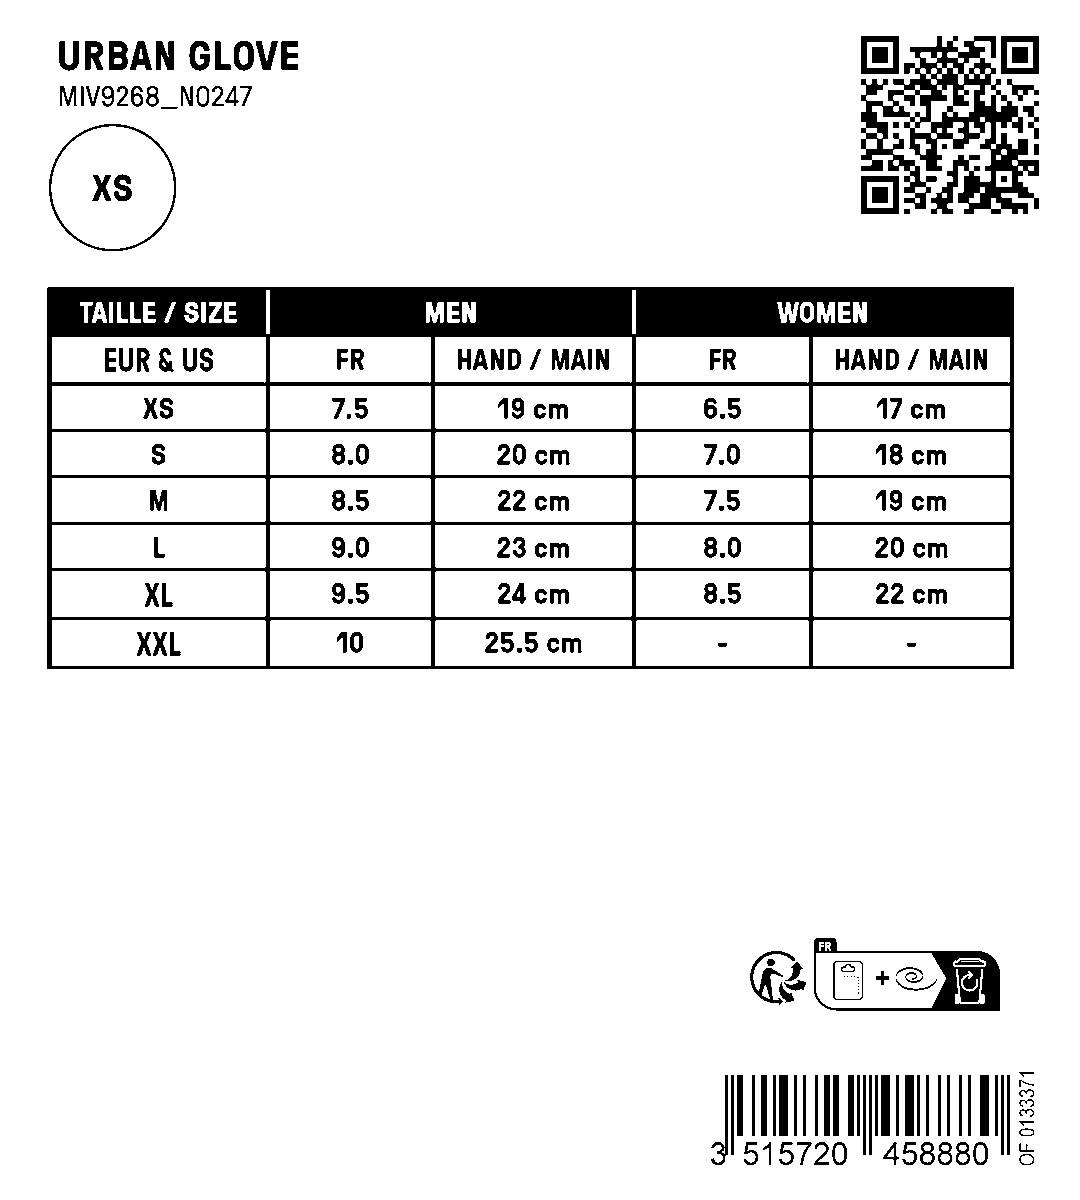 URBAN GLOVE
MIV9268_N0247
XS
TAILLE / SIZE MEN WOMEN
EUR & US FR HAND / MAIN FR HAND / MAIN
XS 7.5 19 cm 6.5 17 cm
S 8.0 20 cm 7.0 18 cm
M 8.5 22 cm 7.5 19 cm
L 9.0 23 cm 8.0 20 cm
XL 9.5 24 cm 8.5 22 cm
XXL 10 25.5 cm - -
FR
+
3 515720 458880
OF 0133371